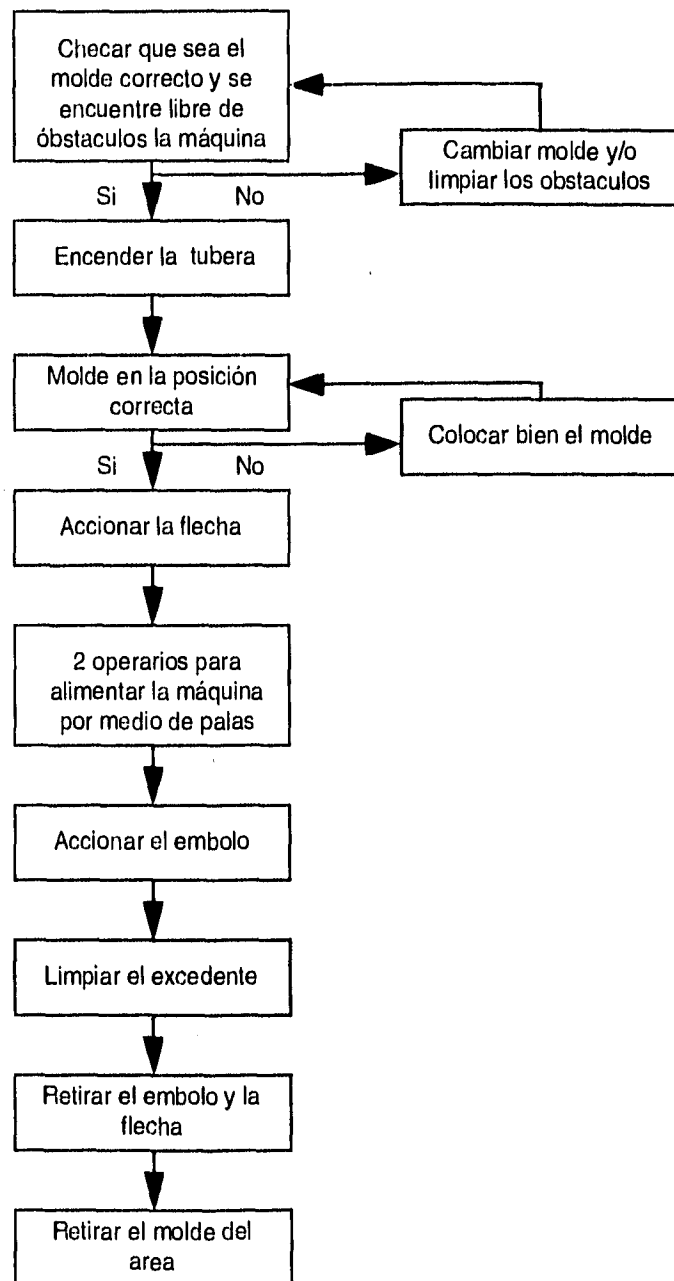 Checar que sea el
molde correcto y se
encuentre libre de
óbstaculos la máquina
Cambiar molde y/o
limpiar los obstaculos
Si
No
Encender la tubera
Molde en la posición
correcta
Colocar bien el molde
Si
No
Accionar la flecha
2 operarios para
alimentar la máquina
por medio de palas
Accionar el embolo
Limpiar el excedente
Retirar el embolo y la
flecha
Retirar el molde del
area